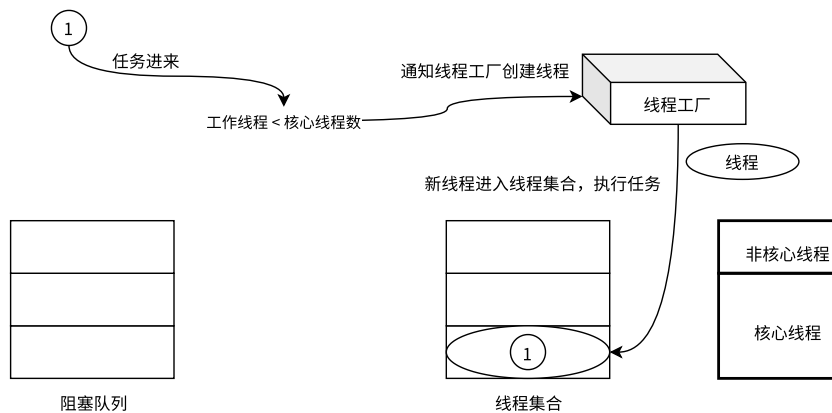 1
任务进来
通知线程工厂创建线程
线程工厂
工作线程 < 核心线程数
线程
新线程进入线程集合，执行任务
非核心线程
核心线程
1
阻塞队列
线程集合